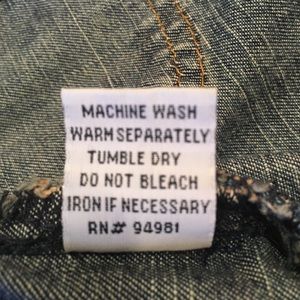 MACHINE WASH
WARM SEPARATELY
TUMBLE DRY
DO NOT BLEACH
IRON IF NECESSARY
RN# 94981